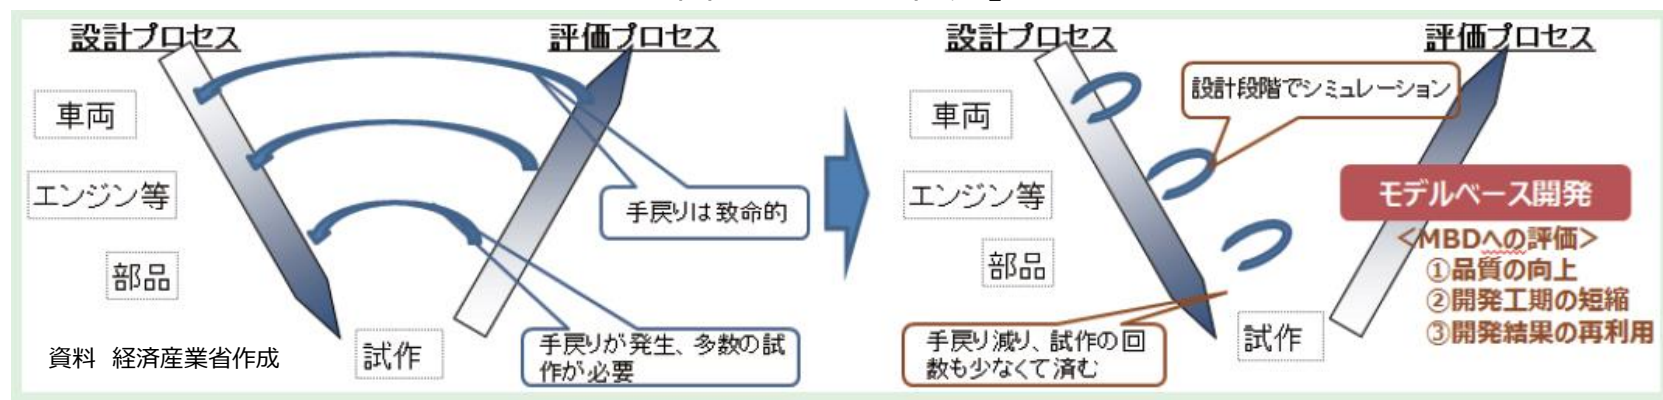 設計プロセス
評価プロセス
車両
エンジン等
部品
試作
手戻りは致命的
手戻りが発生、多数の試
作が必要
資料 経済産業省作成
設計プロセス
評価プロセス
設計段階でシミュレーション
車両
エンジン等
部品
試作
手戻り減り、試作の回
数も少なくて済む
モデルベース開発
＜MBDへの評価＞
①品質の向上
②開発工期の短縮
③開発結果の再利用